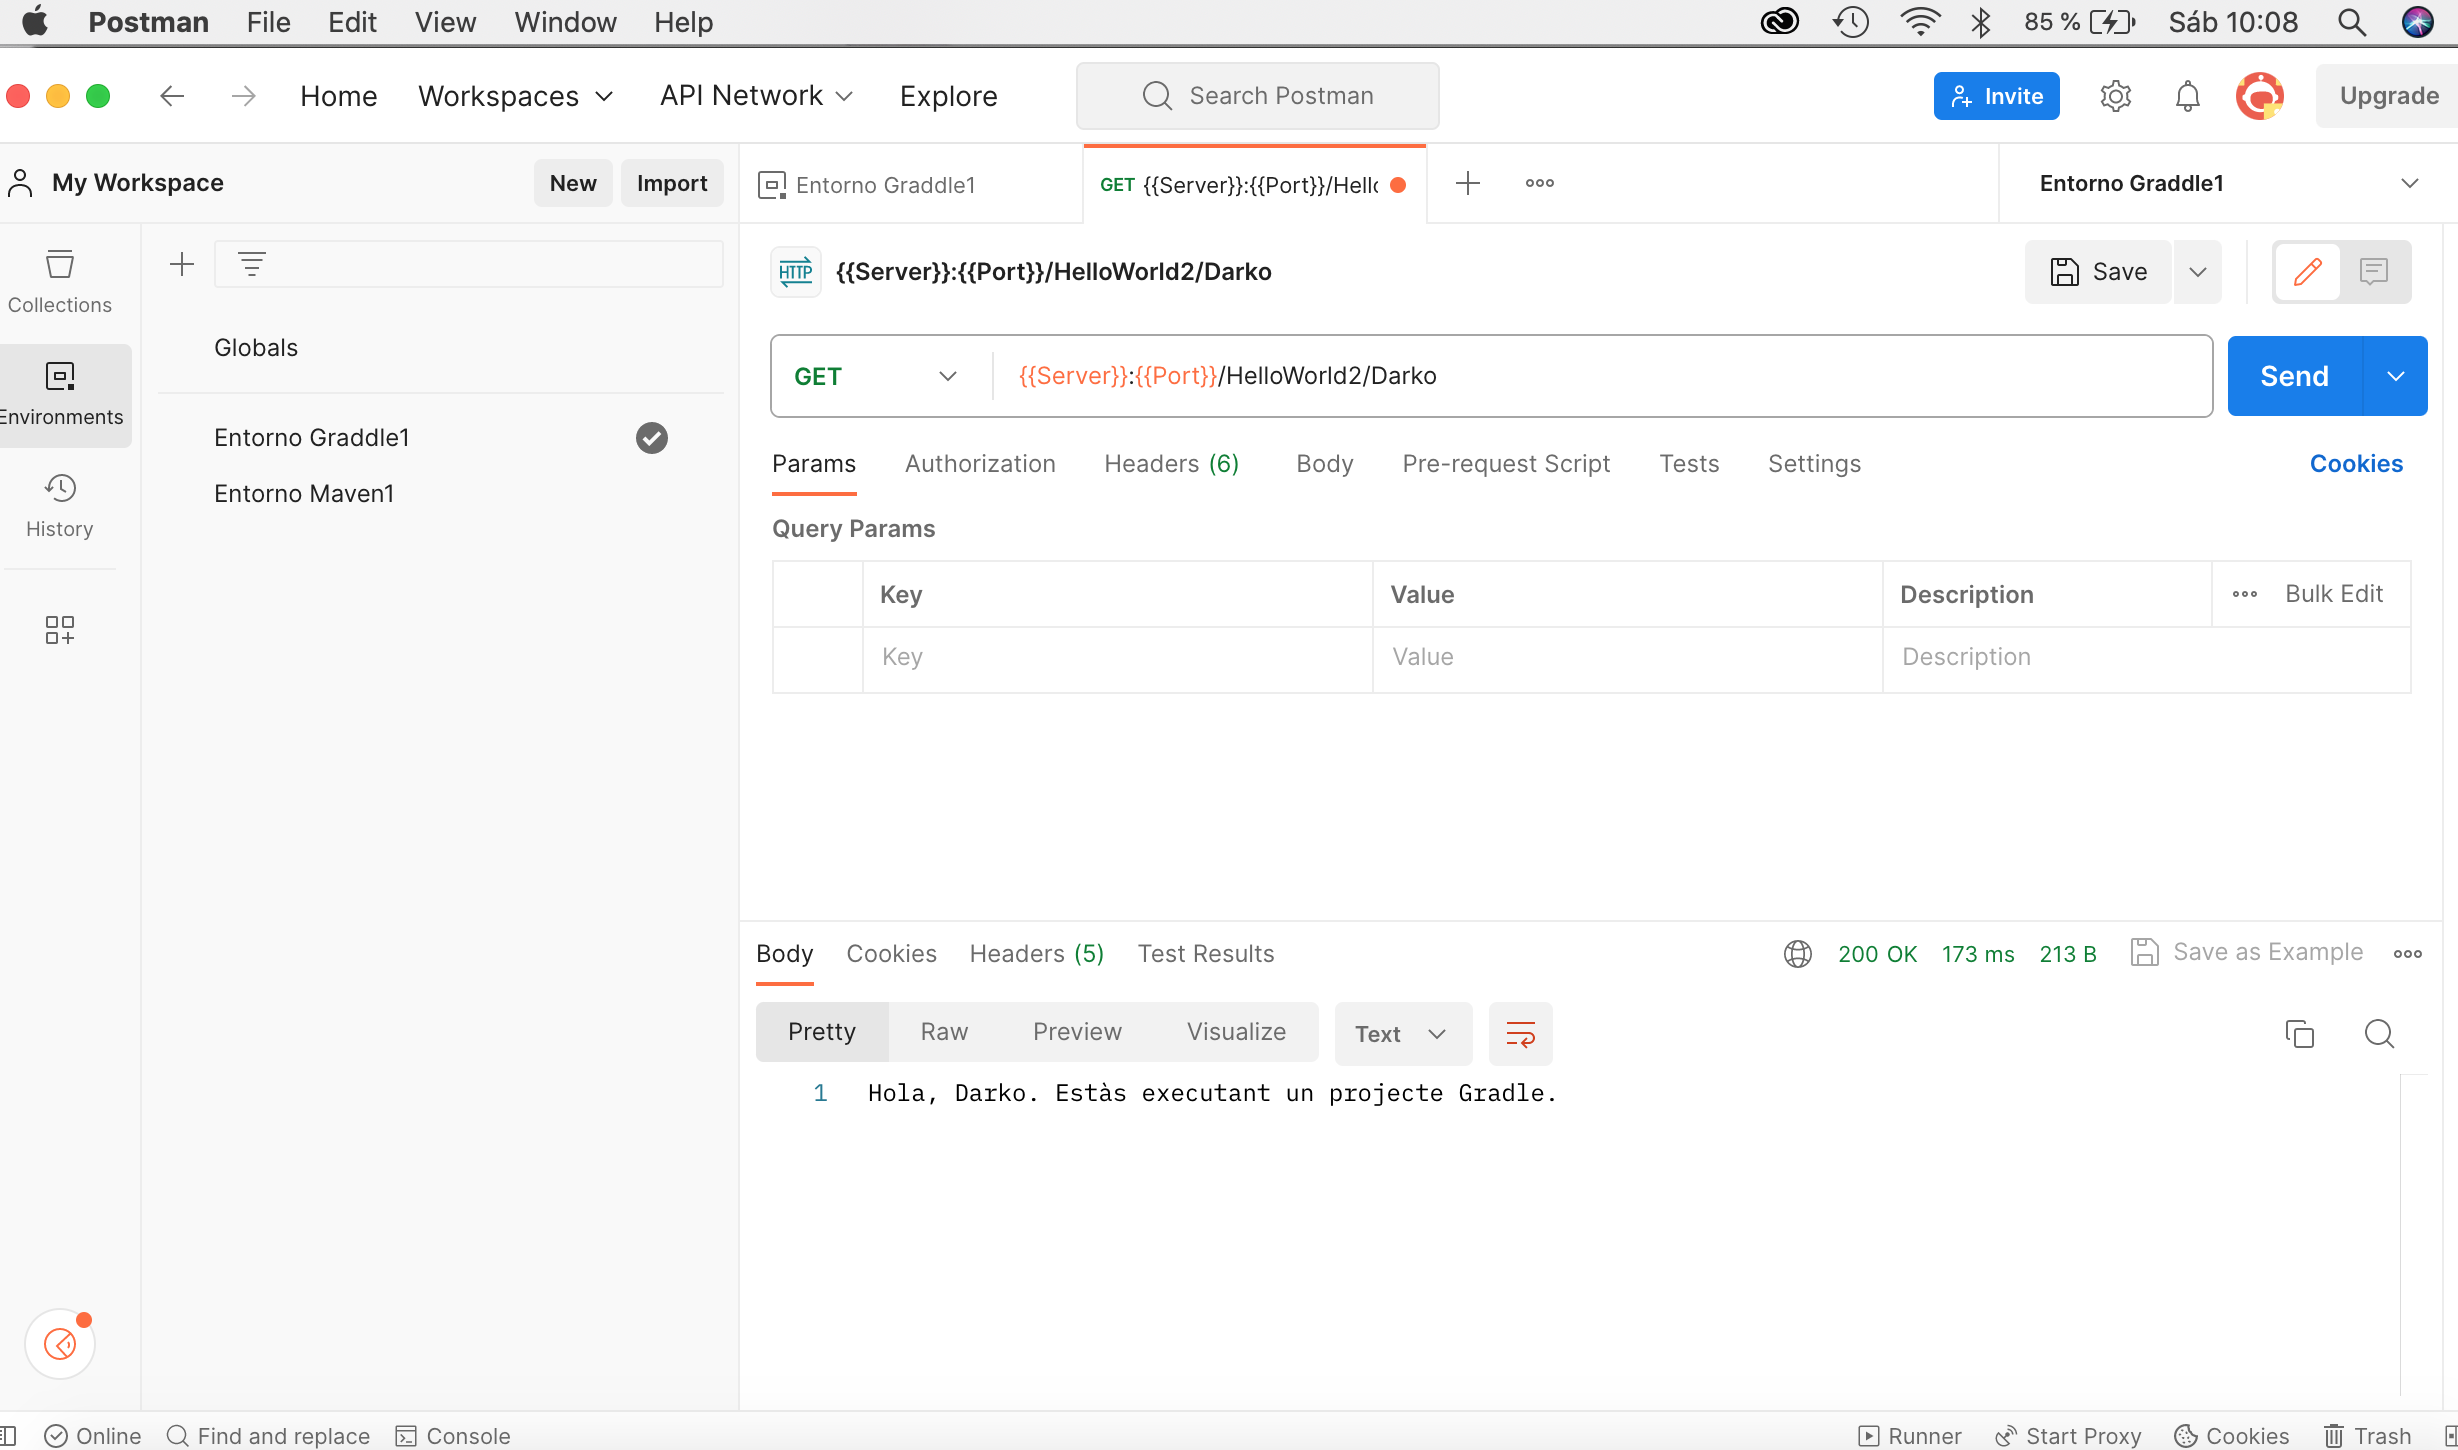 Postman File Edit View Window Help 85 % Sáb 10:08
Home Workspaces API Network Explore Search Postman Invite Upgrade
My Workspace New Import Entorno Graddle1 GET {{Server}}:{{Port}}/Hello Entorno Graddle1
HTTP {{Server}}:{{Port}}/HelloWorld2/Darko Save
Collections
Globals
GET {{Server}}:{{Port}}/HelloWorld2/Darko Send
Environments
Entorno Graddle1
Entorno Maven1
History
Params Authorization Headers (6) Body Pre-request Script Tests Settings Cookies
Query Params
Key Value Description Bulk Edit
Key Value Description
Body Cookies Headers (5) Test Results 200 OK 173 ms 213 B Save as Example
Pretty Raw Preview Visualize Text
1 Hola, Darko. Estàs executant un projecte Gradle.
Online Find and replace Console Runner Start Proxy Cookies Trash